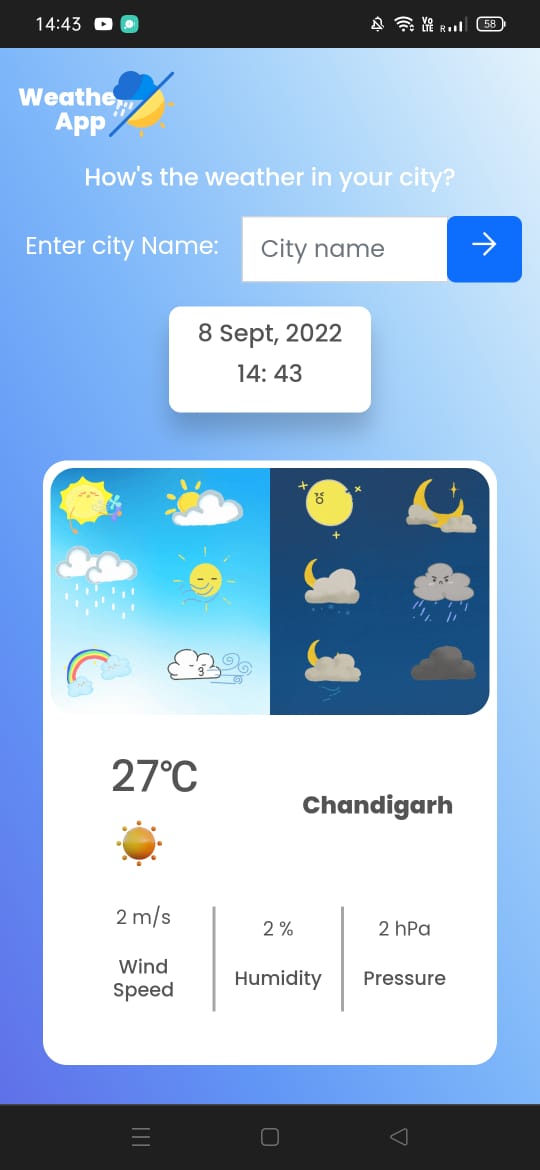 14:43
Vo
LTE
R
58
Weathe
App
How's the weather in your city?
Enter city Name:
City name
8 Sept, 2022
14: 43
27°C
Chandigarh
2 m/s
2 %
2 hPa
Wind
Speed
Humidity
Pressure